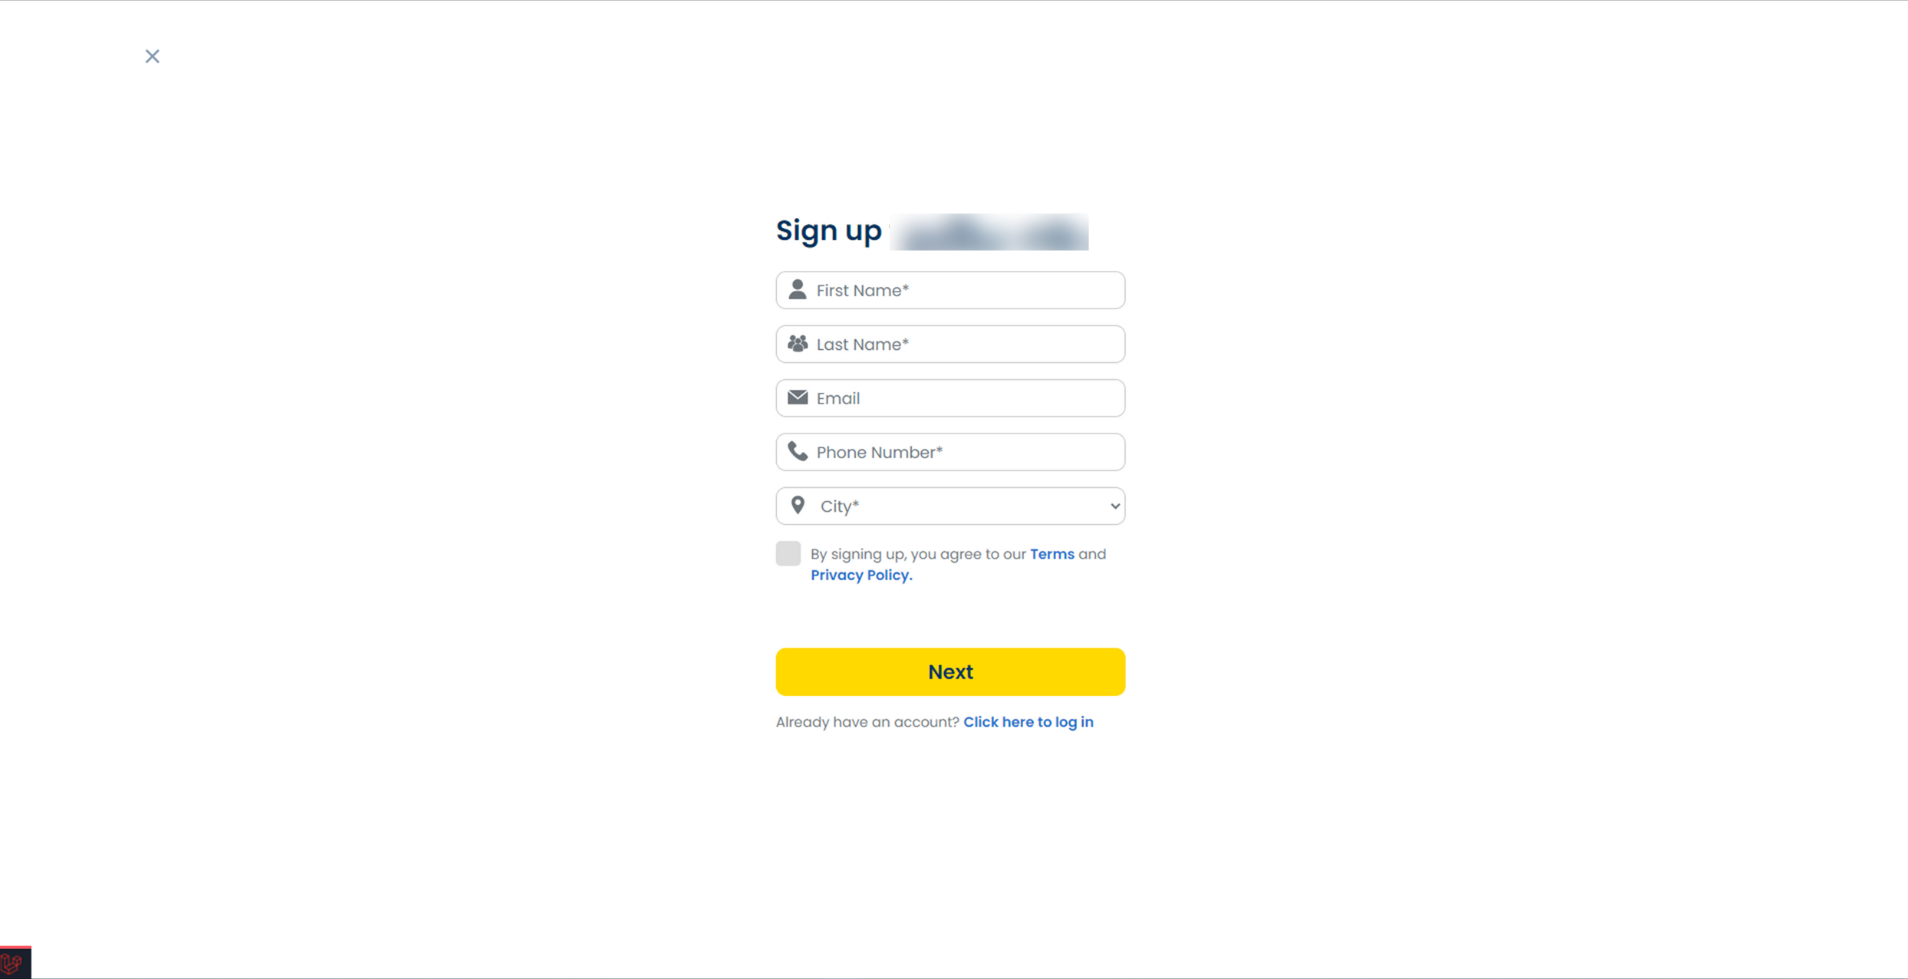 Sign up
First Name*
Last Name*
Email
Phone Number*
City*
By signing up, you agree to our Terms and
Privacy Policy.
Next
Already have an account? Click here to log in